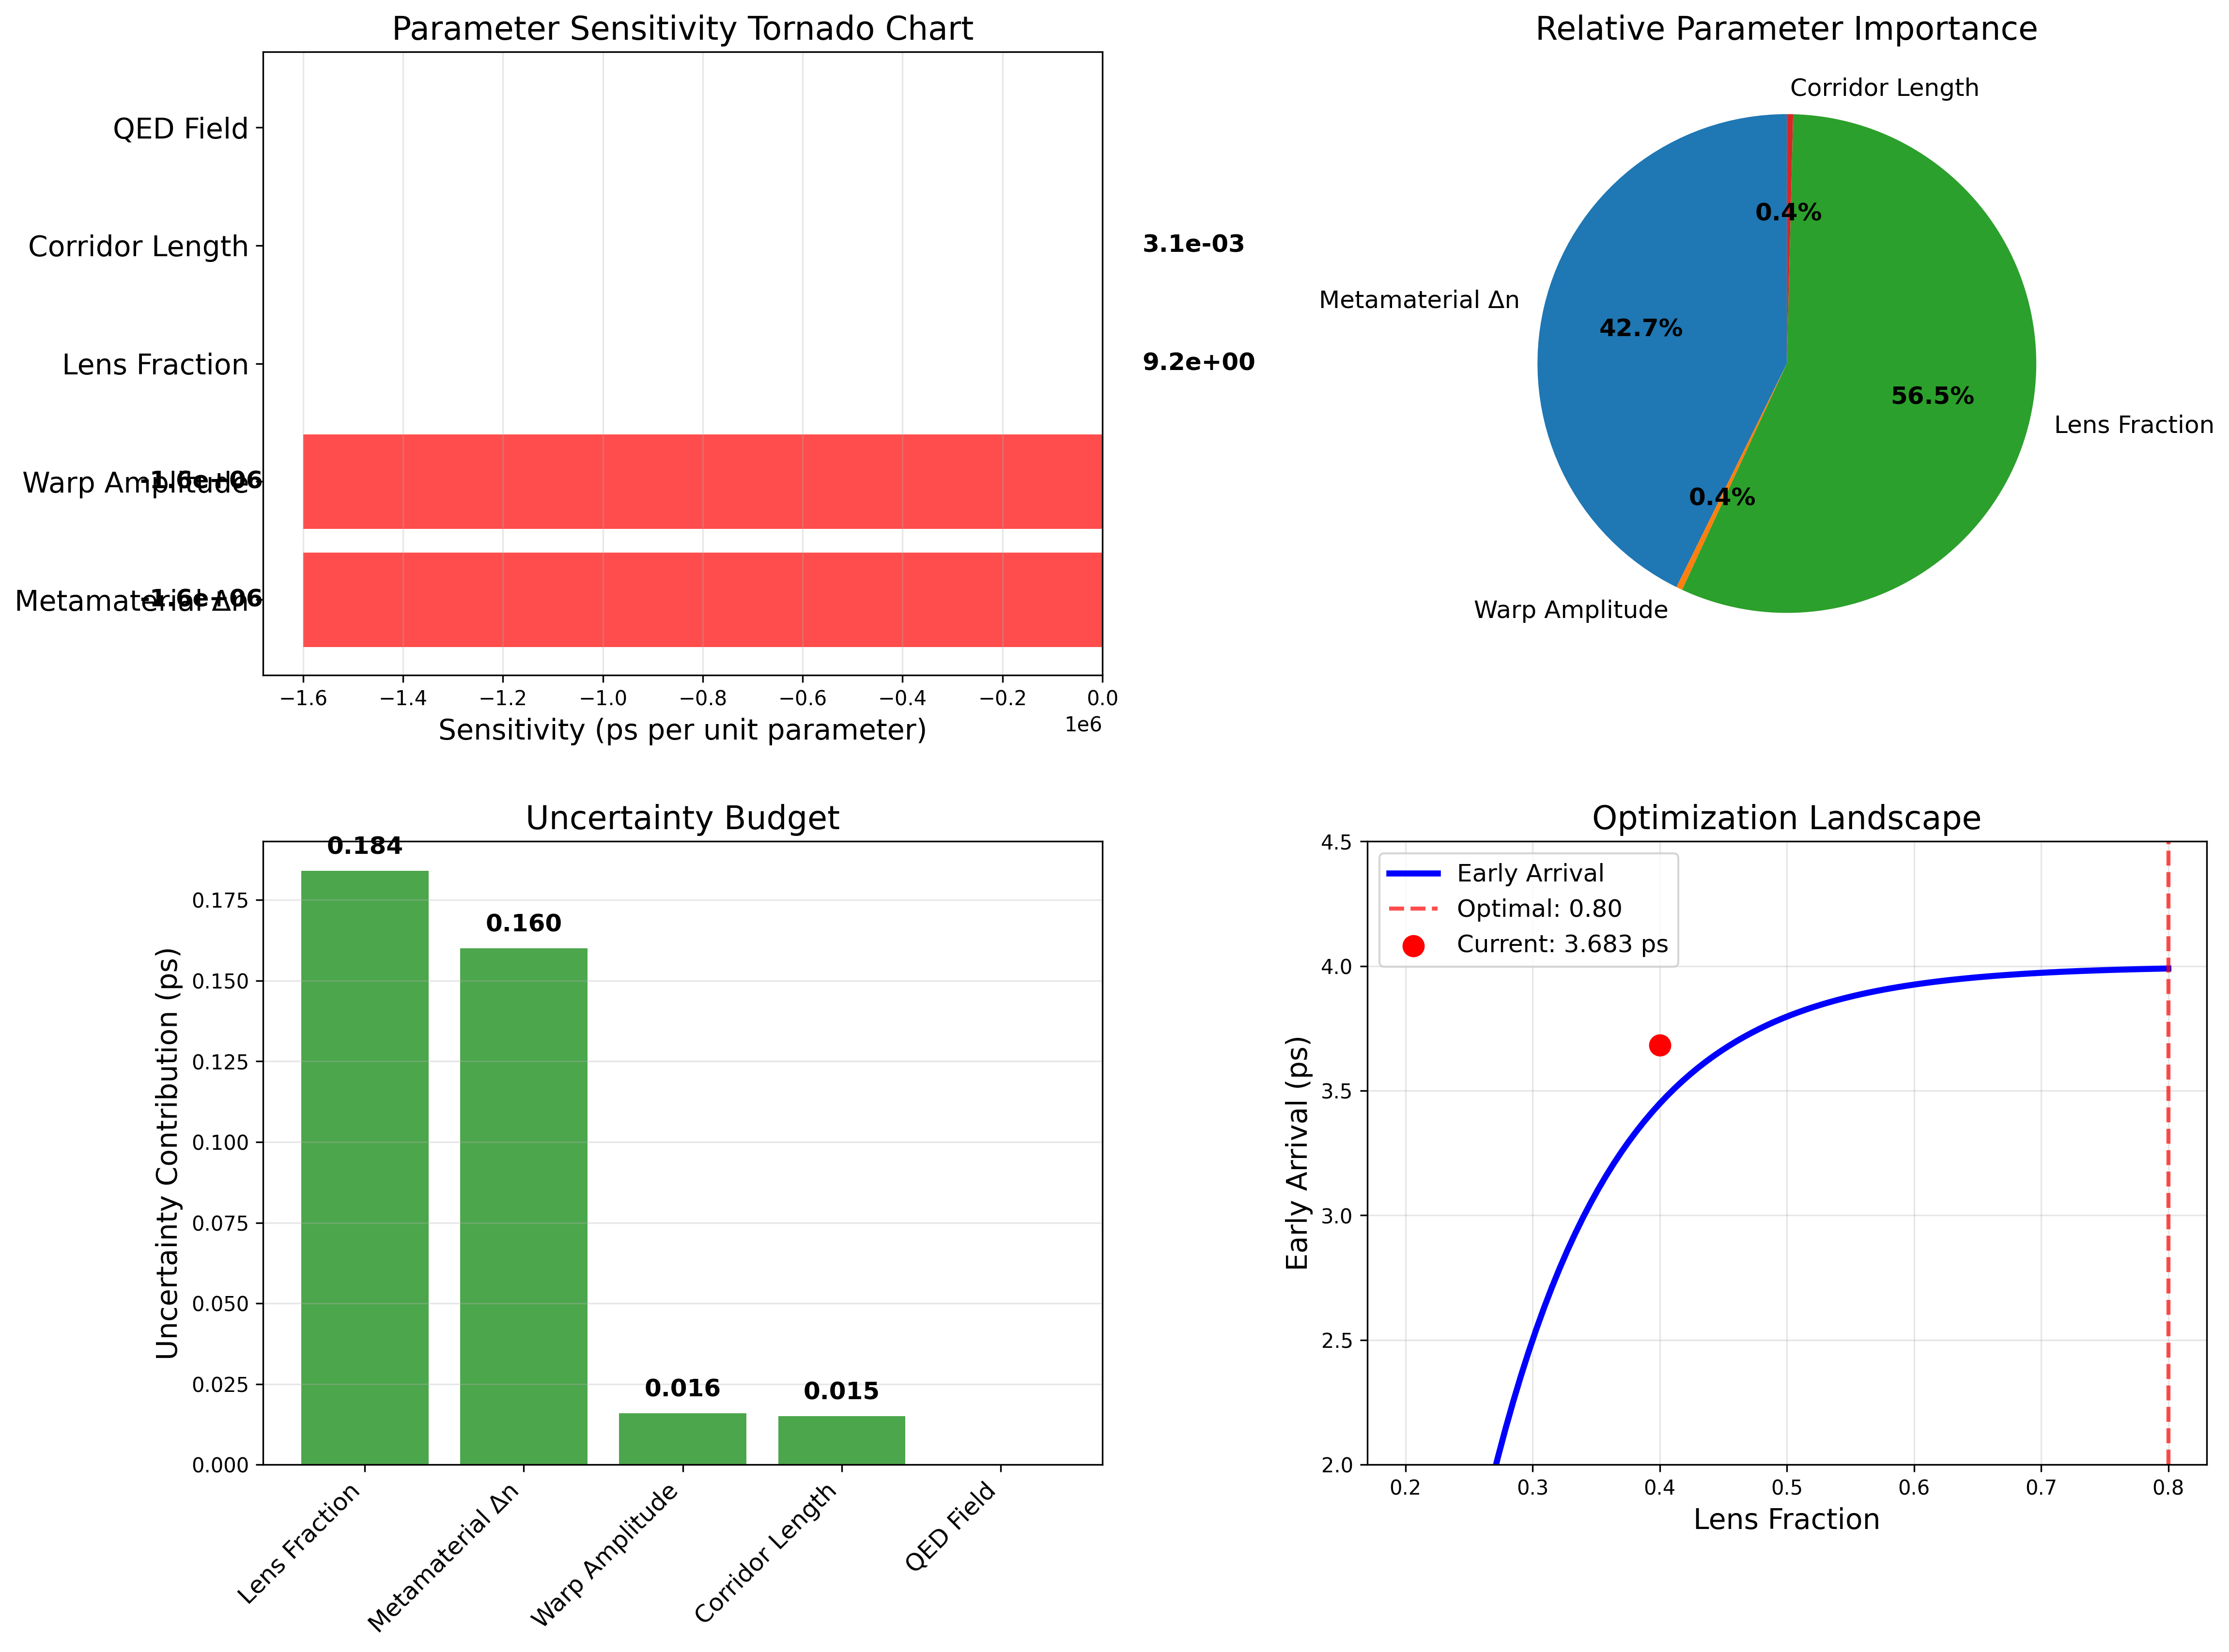 Parameter Sensitivity Tornado Chart
QED Field
Corridor Length
3.1e-03
Lens Fraction
9.2e+00
Warp Amplitude
-1.6e+06
Metamaterial Δn
-1.6e+06
−1.6 −1.4 −1.2 −1.0 −0.8 −0.6 −0.4 −0.2 0.0
1e6
Sensitivity (ps per unit parameter)
Relative Parameter Importance
Corridor Length
0.4%
Metamaterial Δn
42.7%
56.5%
Lens Fraction
0.4%
Warp Amplitude
Uncertainty Budget
Uncertainty Contribution (ps)
0.175
0.150
0.125
0.100
0.075
0.050
0.025
0.000
0.184
0.160
0.016
0.015
Lens Fraction
Metamaterial Δn
Warp Amplitude
Corridor Length
QED Field
Optimization Landscape
Early Arrival (ps)
4.5
4.0
3.5
3.0
2.5
2.0
Early Arrival
Optimal: 0.80
Current: 3.683 ps
0.2 0.3 0.4 0.5 0.6 0.7 0.8
Lens Fraction